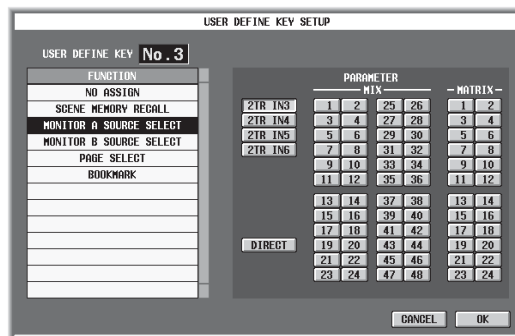 USER DEFINE KEY SETUP
USER DEFINE KEY No.3
FUNCTION
NO ASSIGN
SCENE MEMORY RECALL
MONITOR A SOURCE SELECT
MONITOR B SOURCE SELECT
PAGE SELECT
BOOKMARK
PARAMETER
MIX MATRIX
2TR IN3 1 2 25 26 1 2
2TR IN4 3 4 27 28 3 4
2TR IN5 5 6 29 30 5 6
2TR IN6 7 8 31 32 7 8
9 10 33 34 9 10
11 12 35 36 11 12
13 14 37 38 13 14
15 16 39 40 15 16
17 18 41 42 17 18
DIRECT 19 20 43 44 19 20
21 22 45 46 21 22
23 24 47 48 23 24
CANCEL OK